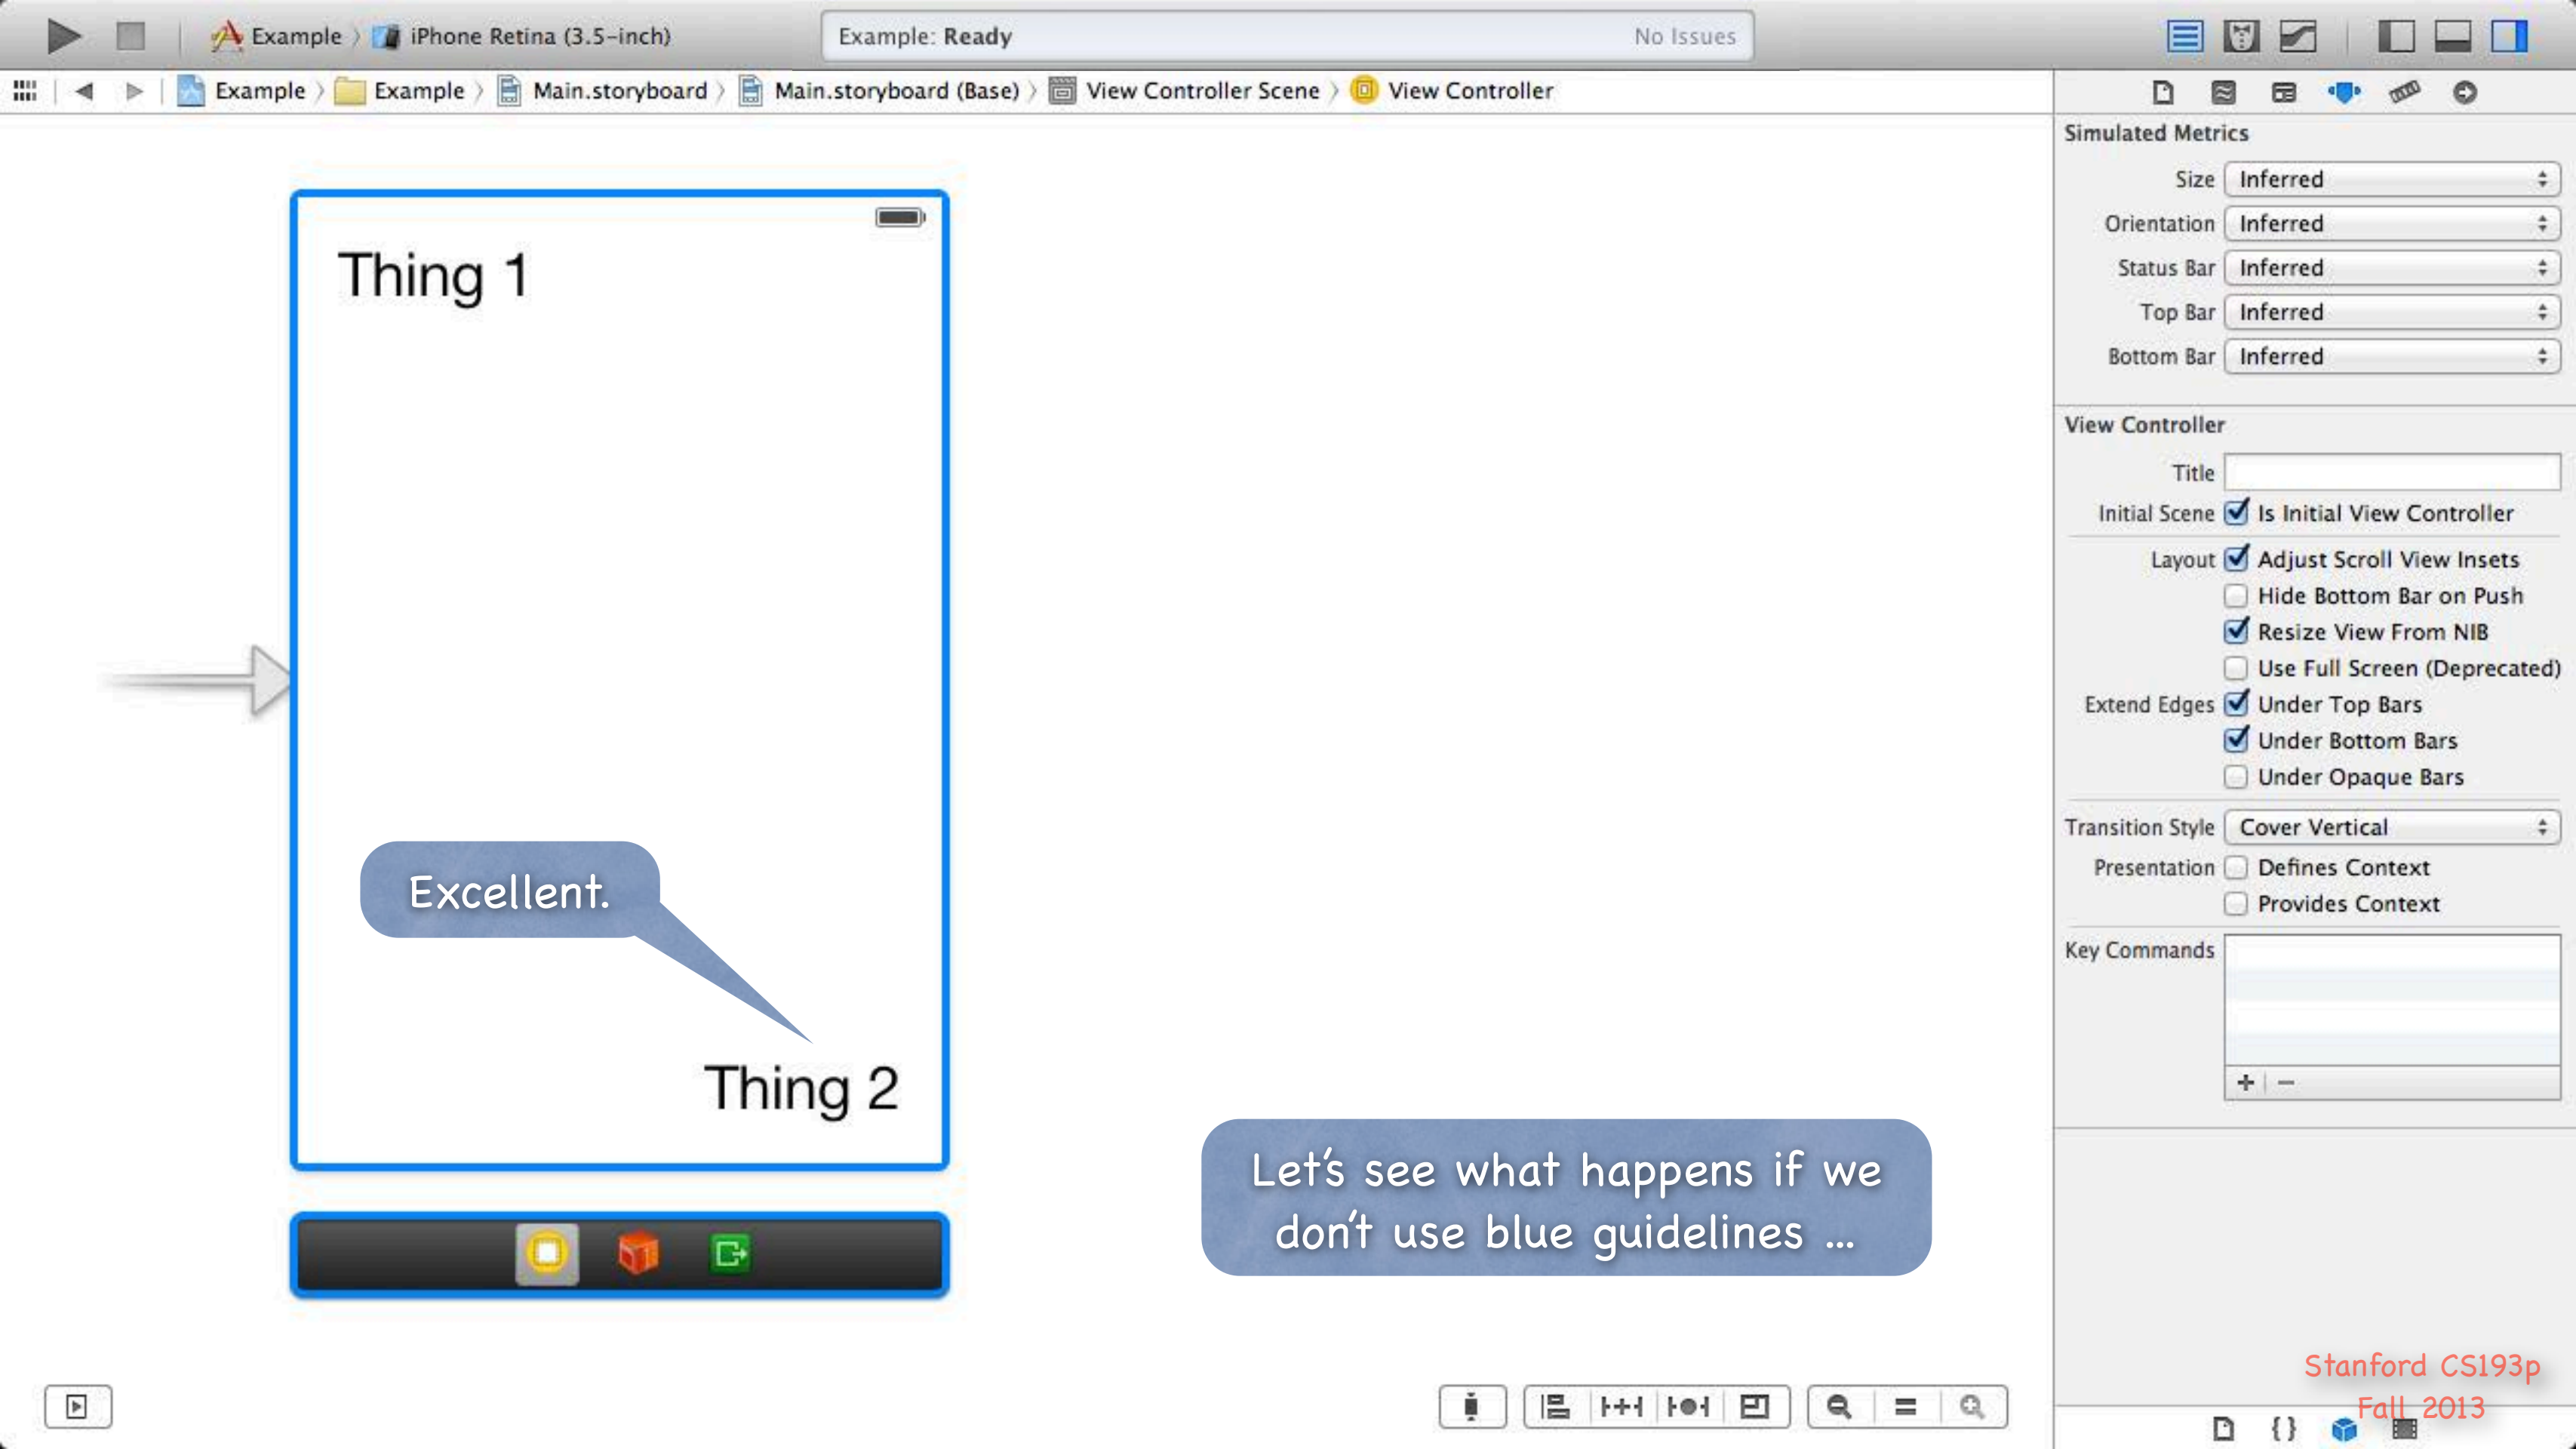 Example 〉 iPhone Retina (3.5-inch)
Example: Ready
No Issues
Example 〉 Example 〉 Main.storyboard 〉 Main.storyboard (Base) 〉 View Controller Scene 〉 View Controller
Thing 1
Excellent.
Thing 2
Let's see what happens if we
don't use blue guidelines ...
Simulated Metrics
Size Inferred
Orientation Inferred
Status Bar Inferred
Top Bar Inferred
Bottom Bar Inferred
View Controller
Title
Initial Scene Is Initial View Controller
Layout Adjust Scroll View Insets
Hide Bottom Bar on Push
Resize View From NIB
Use Full Screen (Deprecated)
Extend Edges Under Top Bars
Under Bottom Bars
Under Opaque Bars
Transition Style Cover Vertical
Presentation Defines Context
Provides Context
Key Commands
Stanford CS193p
Fall 2013